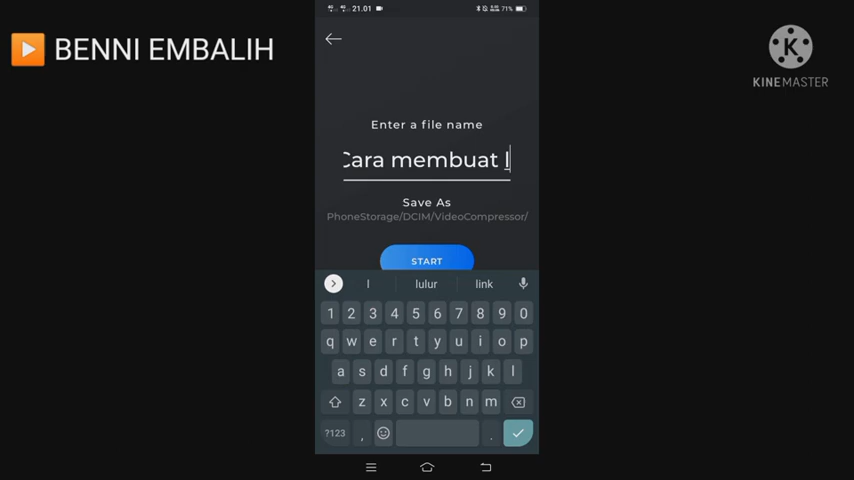 21.01
71%
BENNI EMBALIH
K
KINEMASTER
Enter a file name
Cara membuat l
Save As
PhoneStorage/DCIM/VideoCompressor/
START
l lulur link
1 2 3 4 5 6 7 8 9 0
q w e r t y u i o p
a s d f g h j k l
z x c v b n m
?123 , .